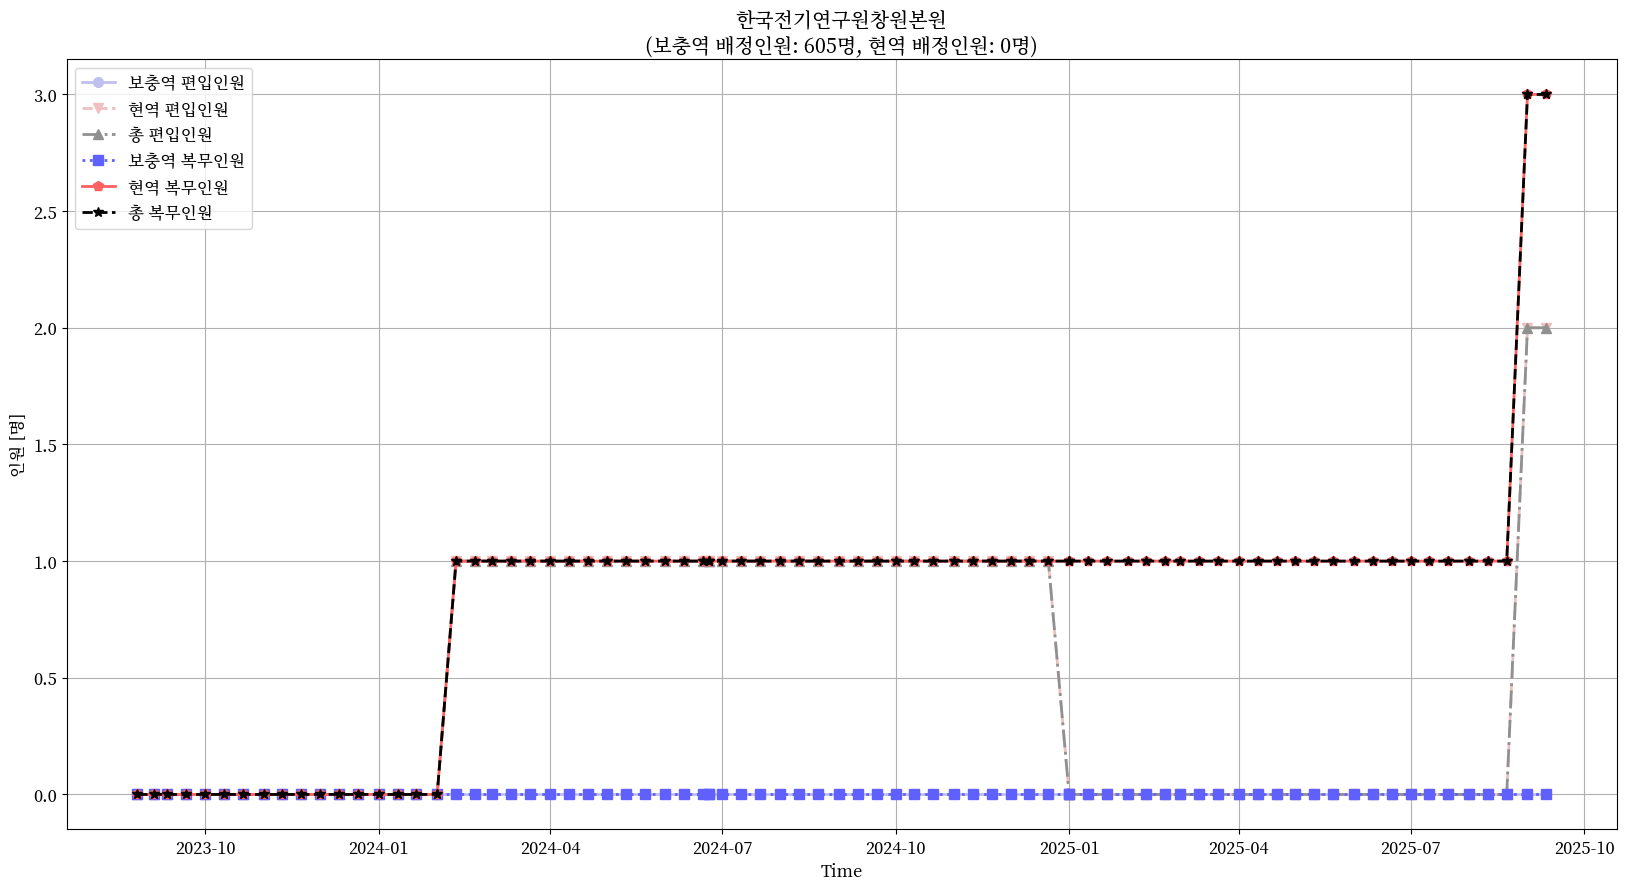 한국전기연구원창원본원
(보충역 배정인원: 605명, 현역 배정인원: 0명)
보충역 편입인원
현역 편입인원
총 편입인원
보충역 복무인원
현역 복무인원
총 복무인원
인원 [명]
3.0
2.5
2.0
1.5
1.0
0.5
0.0
2023-10
2024-01
2024-04
2024-07
2024-10
2025-01
2025-04
2025-07
2025-10
Time